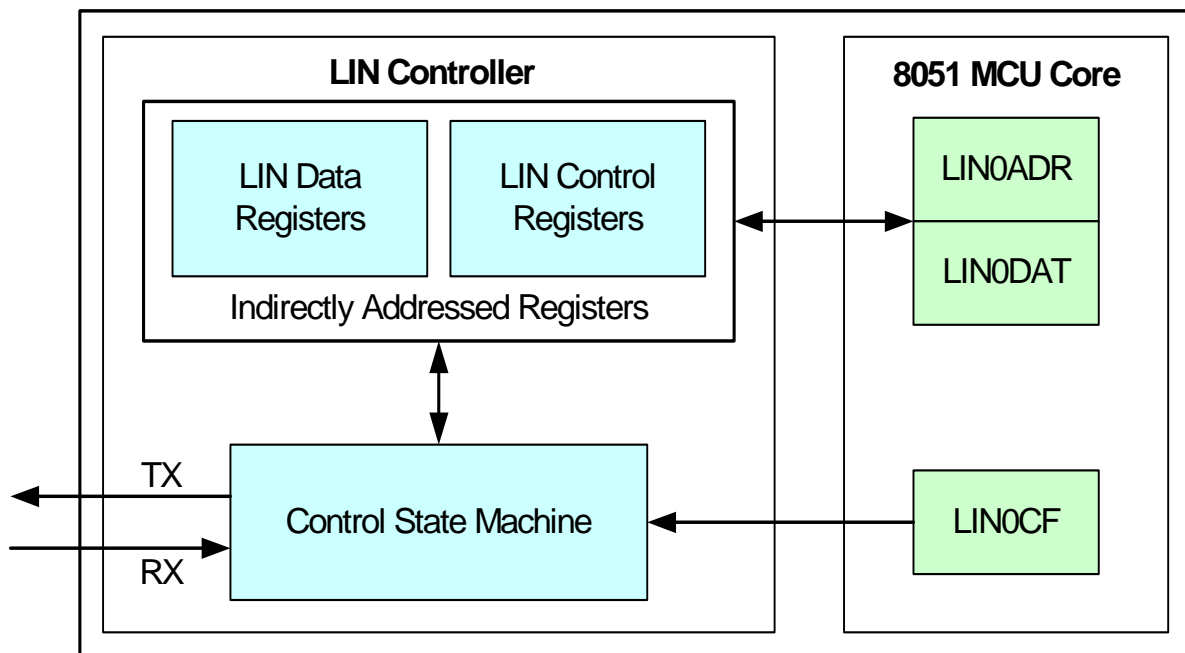 LIN Controller
8051 MCU Core
LIN Data
Registers
LIN Control
Registers
Indirectly Addressed Registers
LIN0ADR
LIN0DAT
TX
RX
Control State Machine
LIN0CF